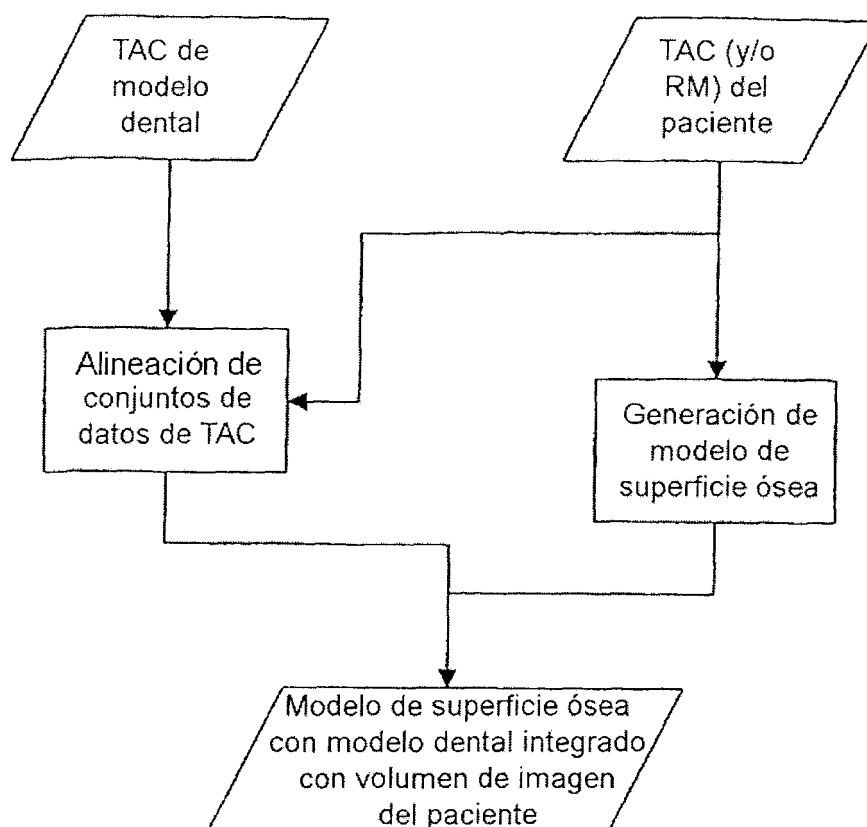 TAC de
modelo
dental
TAC (y/o
RM) del
paciente
Alineación de
conjuntos de
datos de TAC
Generación de
modelo de
superficie ósea
Modelo de superficie ósea
con modelo dental integrado
con volumen de imagen
del paciente